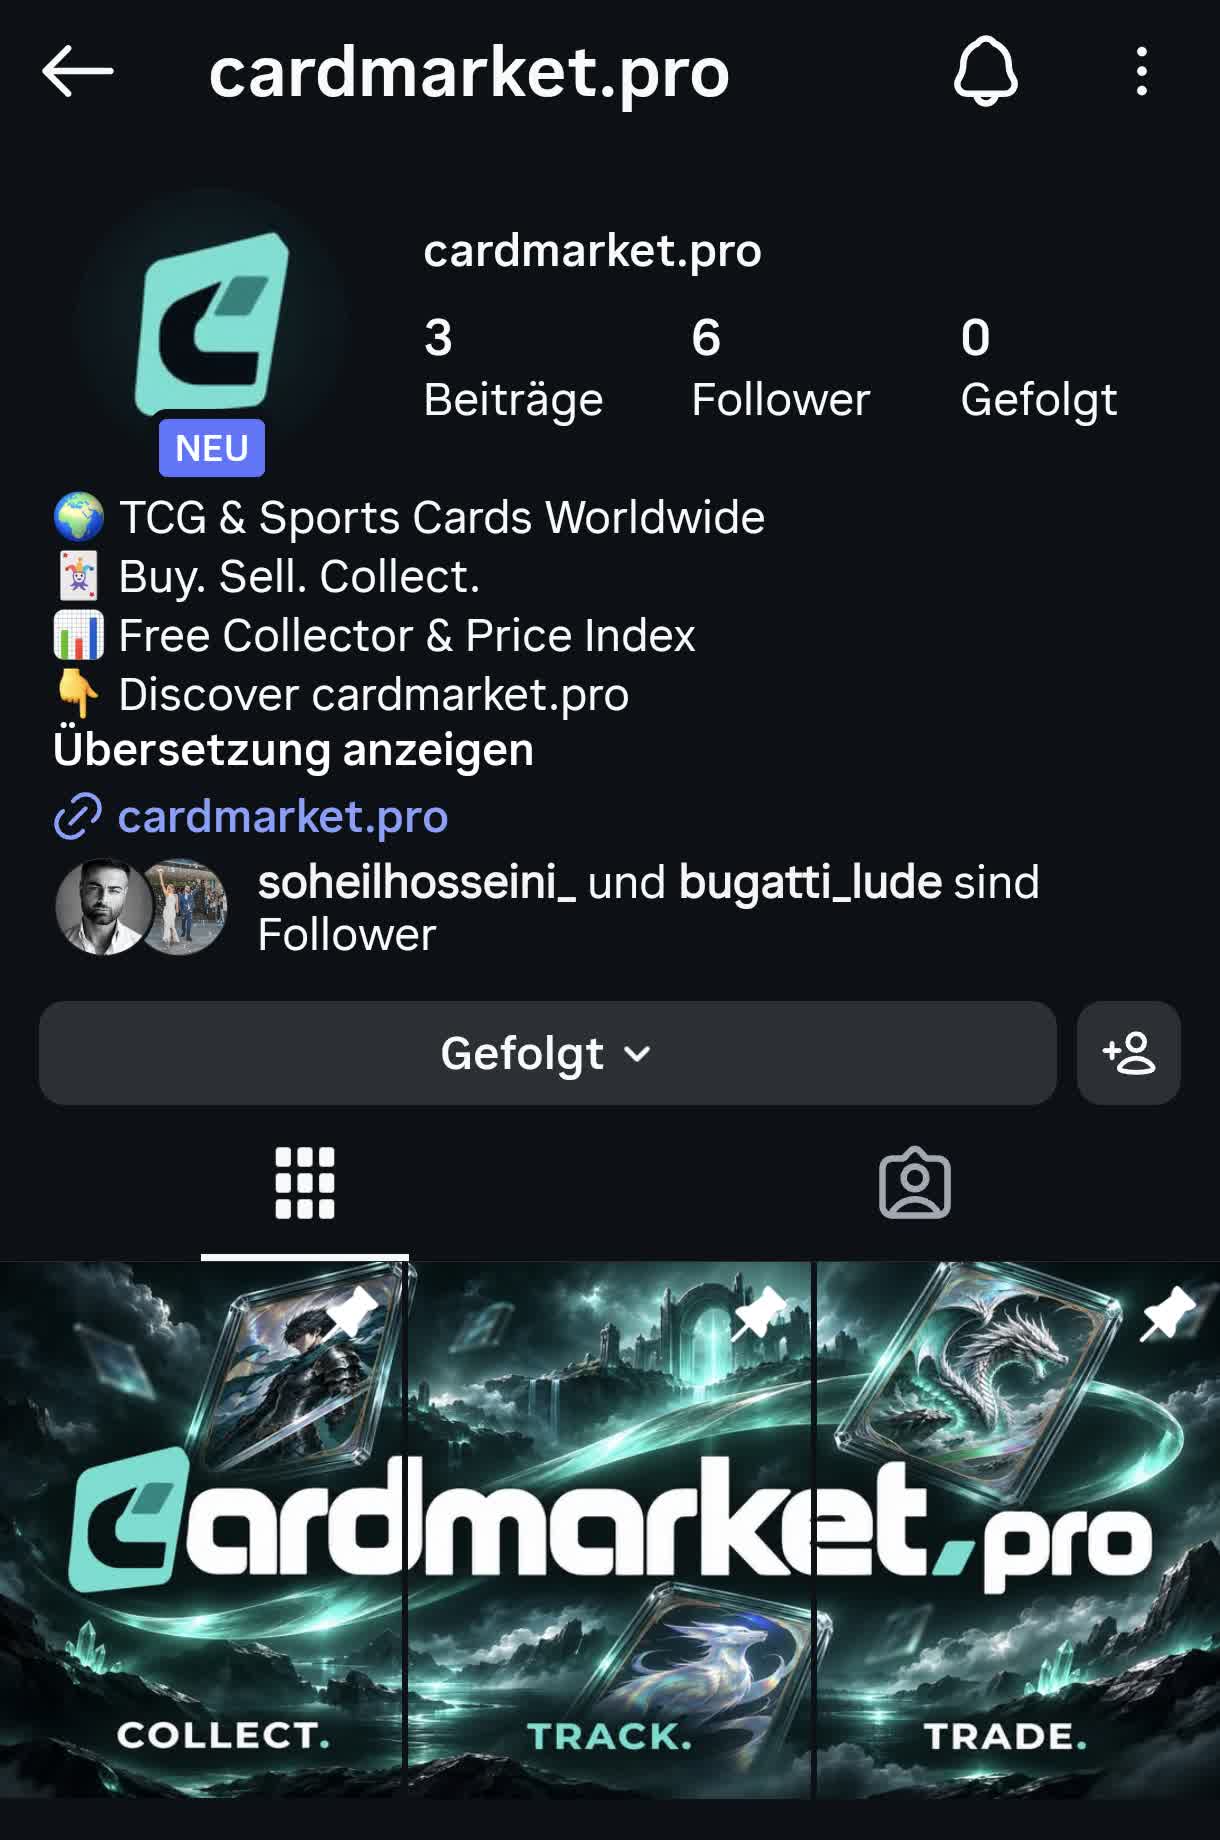 cardmarket.pro
cardmarket.pro
3 6 0
Beiträge Follower Gefolgt
NEU
🌍 TCG & Sports Cards Worldwide
🃏 Buy. Sell. Collect.
📊 Free Collector & Price Index
👇 Discover cardmarket.pro
Übersetzung anzeigen
cardmarket.pro
soheilhosseini_ und bugatti_lude sind
Follower
Gefolgt
cardmarket.pro
COLLECT. TRACK. TRADE.